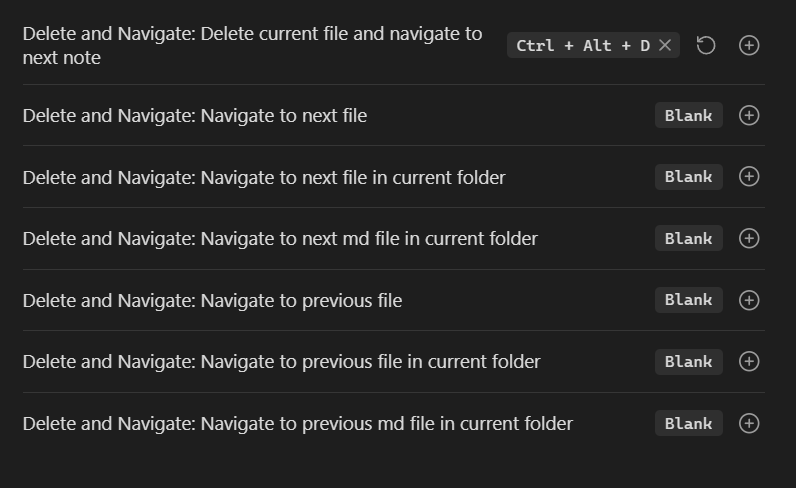 Delete and Navigate: Delete current file and navigate to
next note
Ctrl + Alt + D
Delete and Navigate: Navigate to next file
Blank
Delete and Navigate: Navigate to next file in current folder
Blank
Delete and Navigate: Navigate to next md file in current folder
Blank
Delete and Navigate: Navigate to previous file
Blank
Delete and Navigate: Navigate to previous file in current folder
Blank
Delete and Navigate: Navigate to previous md file in current folder
Blank